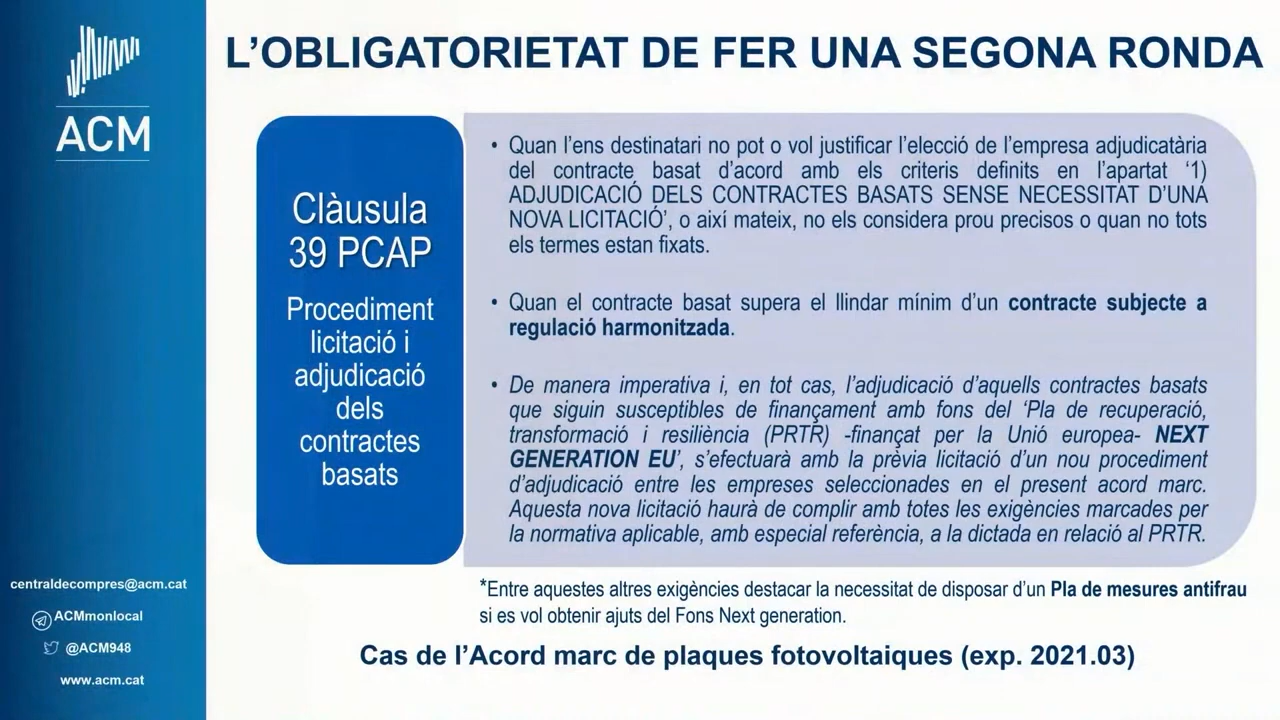 ACM
L’OBLIGATORIETAT DE FER UNA SEGONA RONDA
Clàusula
39 PCAP
Procediment
licitació i
adjudicació
dels
contractes
basats
• Quan l’ens destinatari no pot o vol justificar l’elecció de l’empresa adjudicatària
del contracte basat d’acord amb els criteris definits en l’apartat ‘1)
ADJUDICACIÓ DELS CONTRACTES BASATS SENSE NECESSITAT D’UNA
NOVA LICITACIÓ’, o així mateix, no els considera prou precisos o quan no tots
els termes estan fixats.
• Quan el contracte basat supera el llindar mínim d’un contracte subjecte a
regulació harmonitzada.
• De manera imperativa i, en tot cas, l’adjudicació d’aquells contractes basats
que siguin susceptibles de finançament amb fons del ‘Pla de recuperació,
transformació i resiliència (PRTR) -finançat per la Unió europea- NEXT
GENERATION EU’, s’efectuarà amb la prèvia licitació d’un nou procediment
d’adjudicació entre les empreses seleccionades en el present acord marc.
Aquesta nova licitació haurà de complir amb totes les exigències marcades per
la normativa aplicable, amb especial referència, a la dictada en relació al PRTR.
*Entre aquestes altres exigències destacar la necessitat de disposar d’un Pla de mesures antifrau
si es vol obtenir ajuts del Fons Next generation.
Cas de l’Acord marc de plaques fotovoltaiques (exp. 2021.03)
centraldecompres@acm.cat
ACMmonlocal
@ACM948
www.acm.cat